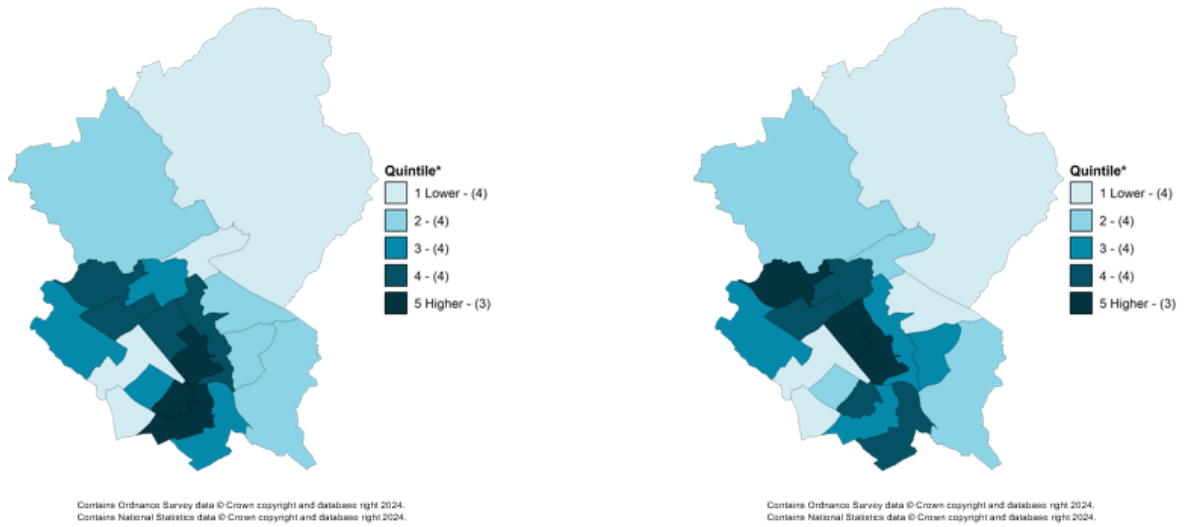 Quintile*
1 Lower - (4)
2 - (4)
3 - (4)
4 - (4)
5 Higher - (3)
Contains Ordnance Survey data © Crown copyright and database right 2024.
Contains National Statistics data © Crown copyright and database right 2024.
Quintile*
1 Lower - (4)
2 - (4)
3 - (4)
4 - (4)
5 Higher - (3)
Contains Ordnance Survey data © Crown copyright and database right 2024.
Contains National Statistics data © Crown copyright and database right 2024.